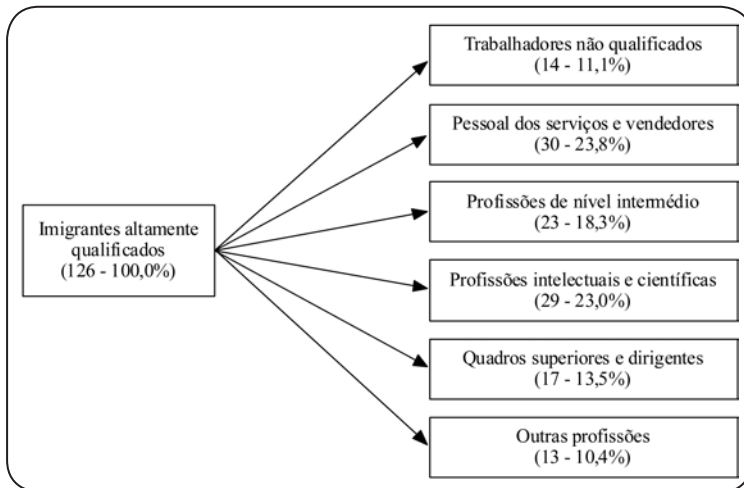 Imigrantes altamente
qualificados
(126 - 100,0%)
Trabalhadores não qualificados
(14 - 11,1%)
Pessoal dos serviços e vendedores
(30 - 23,8%)
Profissões de nível intermédio
(23 - 18,3%)
Profissões intelectuais e científicas
(29 - 23,0%)
Quadros superiores e dirigentes
(17 - 13,5%)
Outras profissões
(13 - 10,4%)